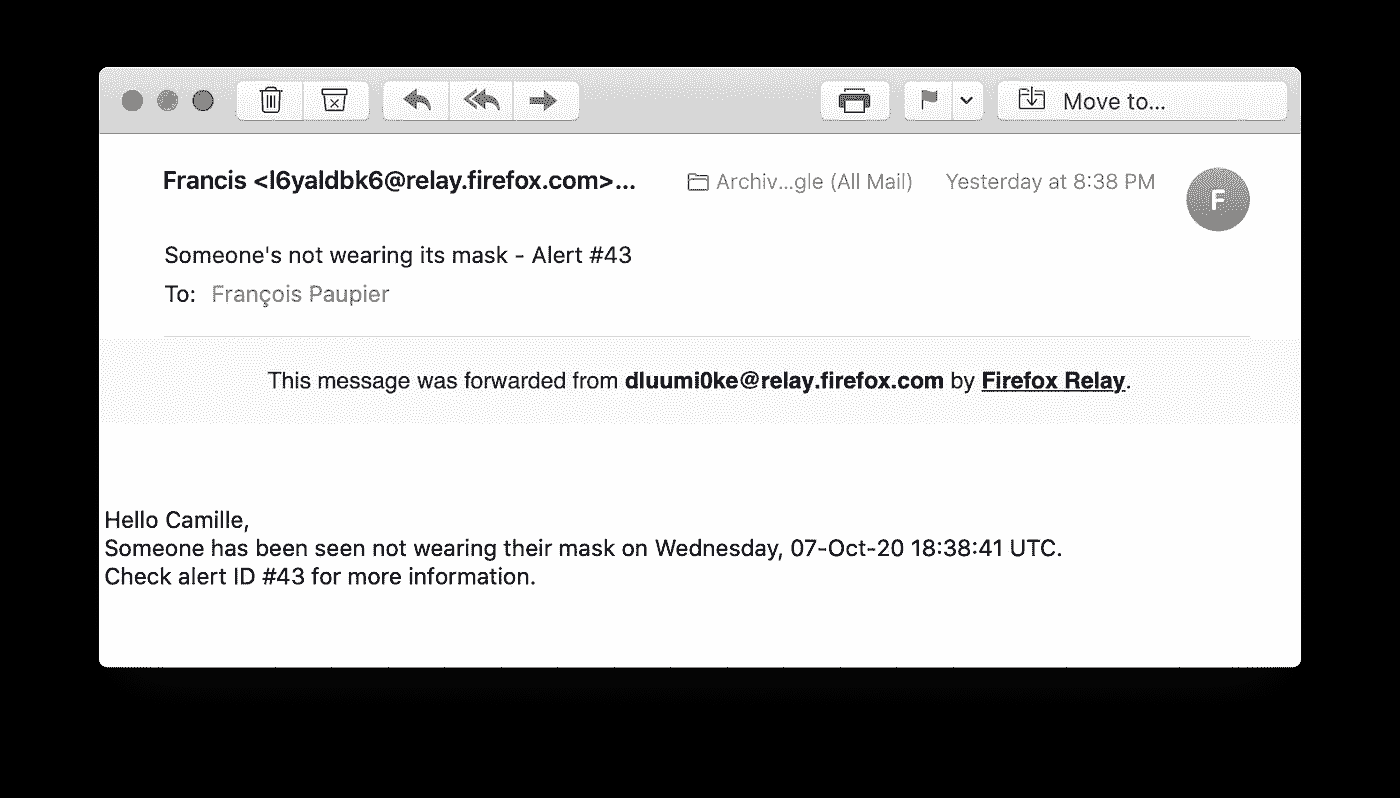 Move to...
Francis <l6yaldbk6@relay.firefox.com>... Archiv...gle (All Mail) Yesterday at 8:38 PM
F
Someone's not wearing its mask - Alert #43
To: François Paupier
This message was forwarded from dluumi0ke@relay.firefox.com by Firefox Relay.
Hello Camille,
Someone has been seen not wearing their mask on Wednesday, 07-Oct-20 18:38:41 UTC.
Check alert ID #43 for more information.